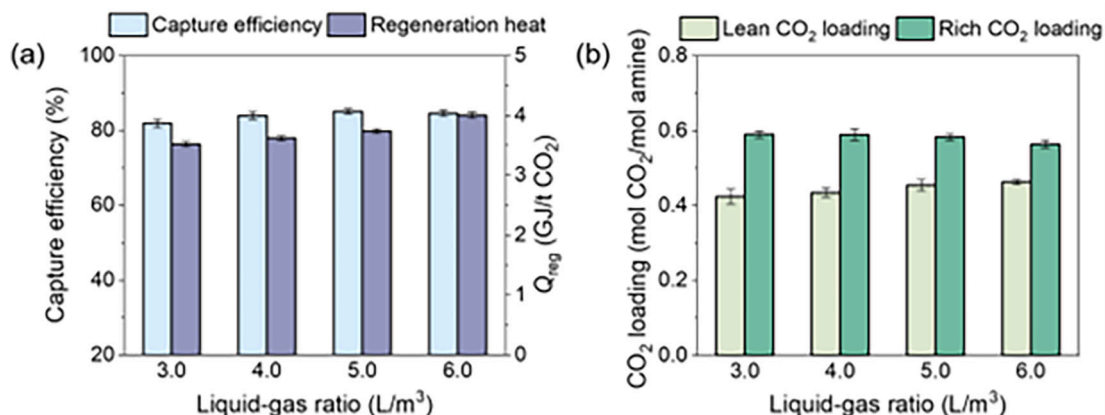 (a)
Capture efficiency Regeneration heat
100
80
60
40
20
Capture efficiency (%)
5
4
3
2
1
0
Qreg (GJ/t CO2)
3.0 4.0 5.0 6.0
Liquid-gas ratio (L/m³)
(b)
Lean CO2 loading Rich CO2 loading
0.8
0.6
0.4
0.2
0.0
CO2 loading (mol CO2/mol amine)
3.0 4.0 5.0 6.0
Liquid-gas ratio (L/m³)